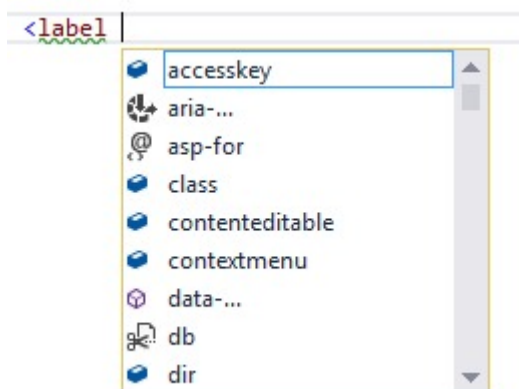 <label
accesskey
aria-...
asp-for
class
contenteditable
contextmenu
data-...
db
dir